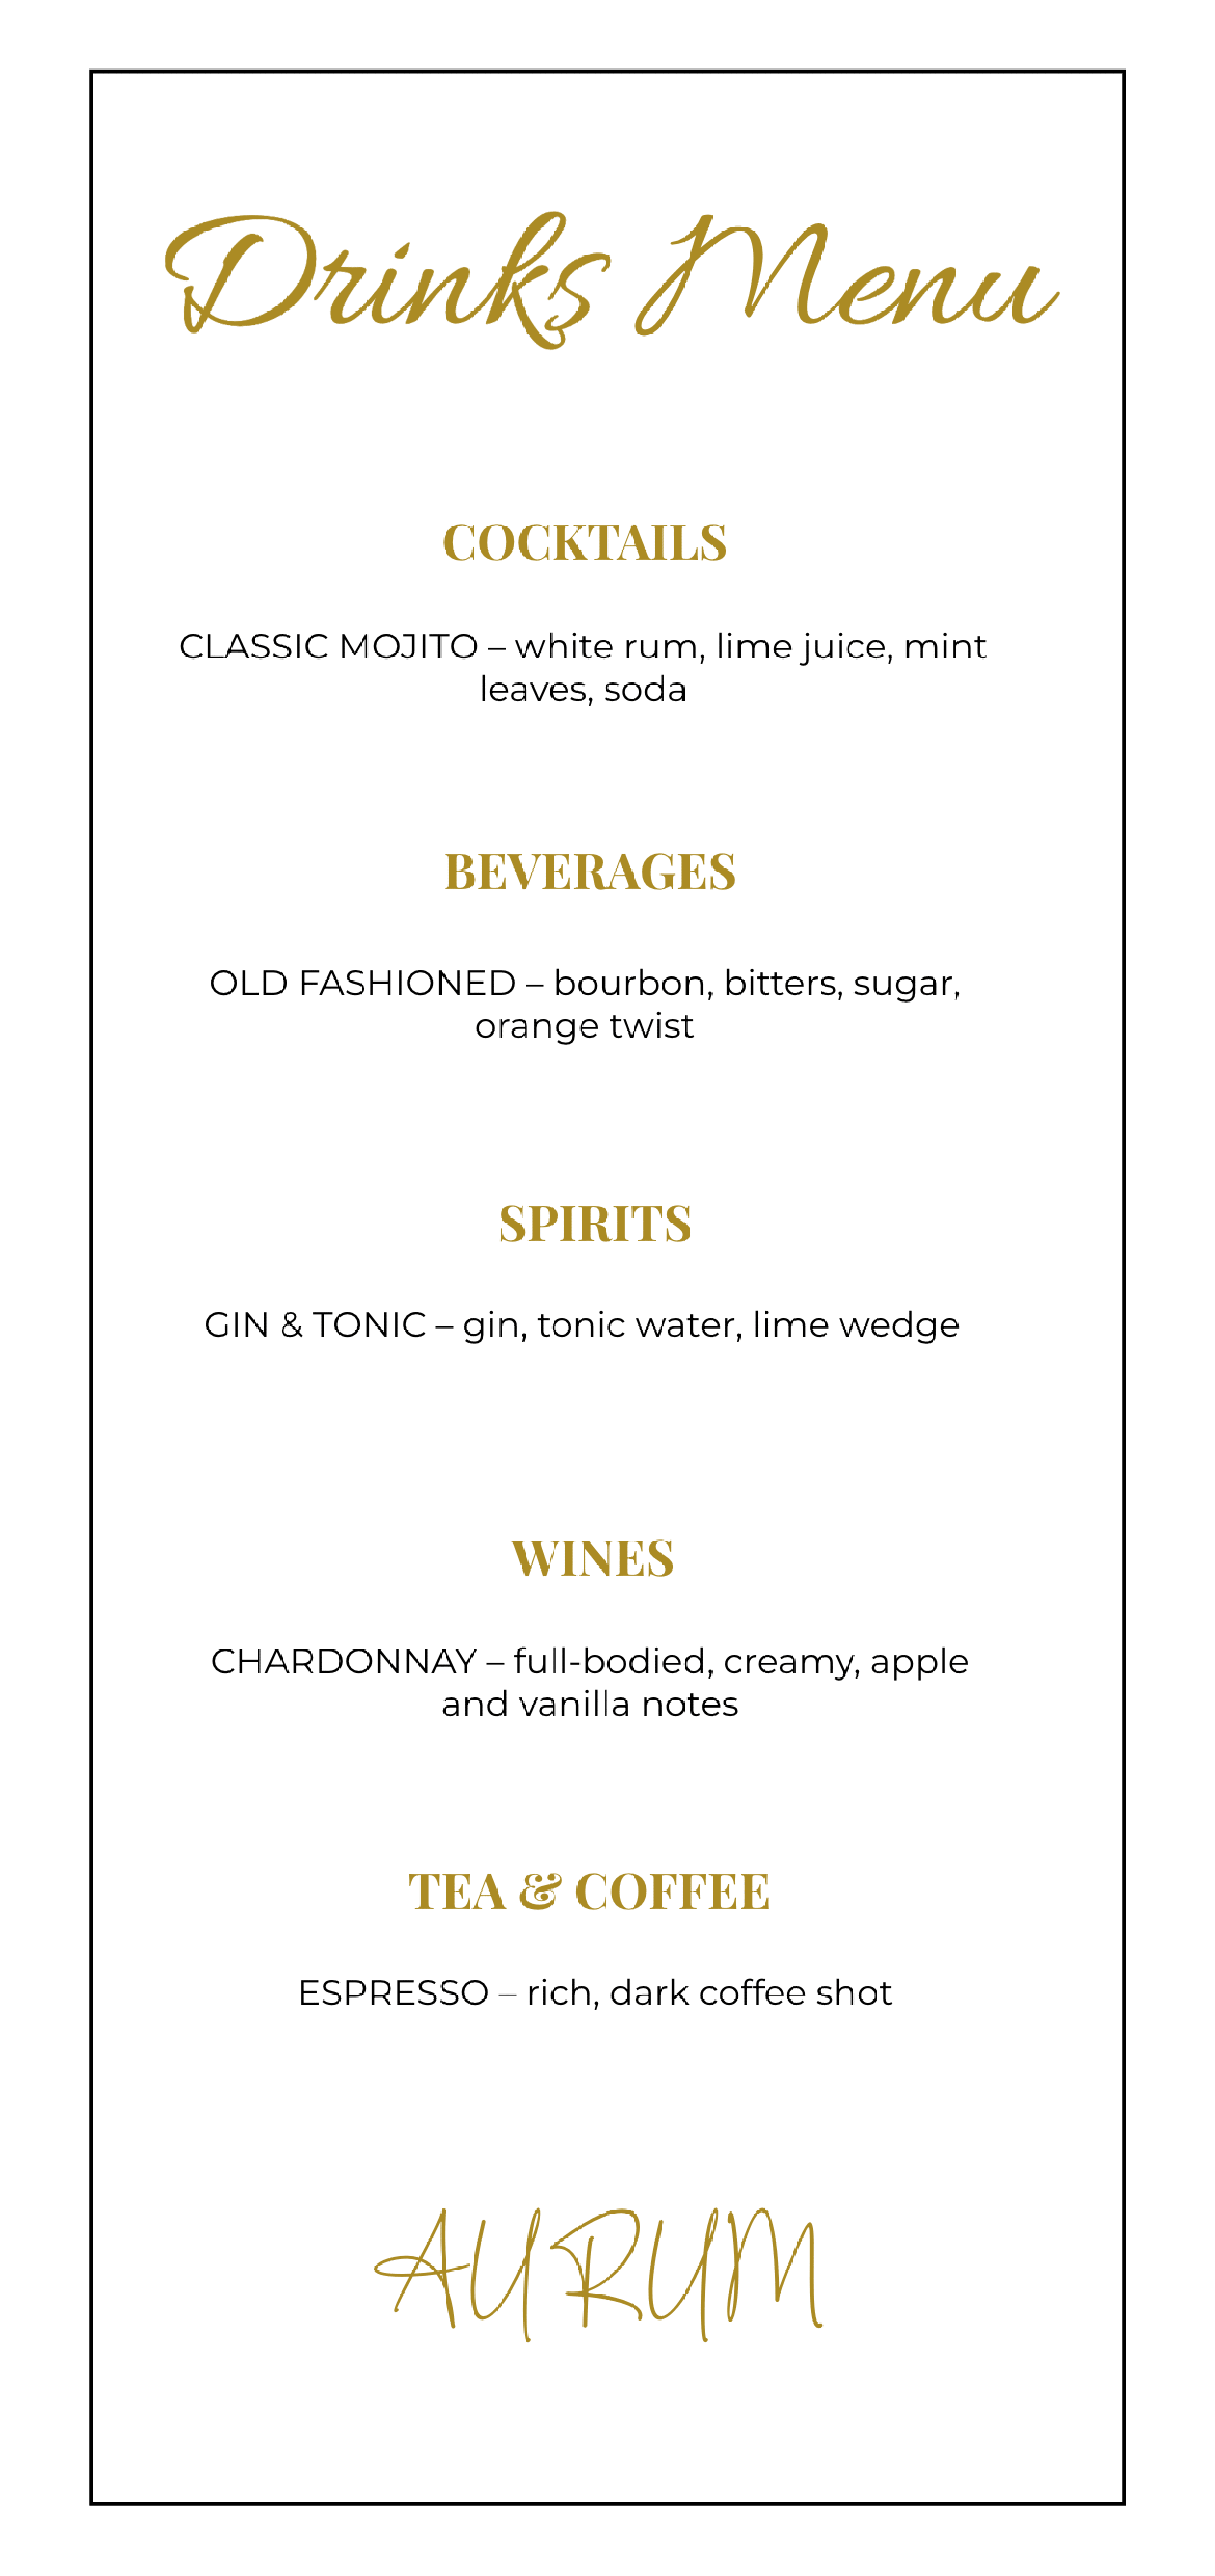 Drinks Menu
COCKTAILS
CLASSIC MOJITO – white rum, lime juice, mint
leaves, soda
BEVERAGES
OLD FASHIONED – bourbon, bitters, sugar,
orange twist
SPIRITS
GIN & TONIC – gin, tonic water, lime wedge
WINES
CHARDONNAY – full-bodied, creamy, apple
and vanilla notes
TEA & COFFEE
ESPRESSO – rich, dark coffee shot
AURUM